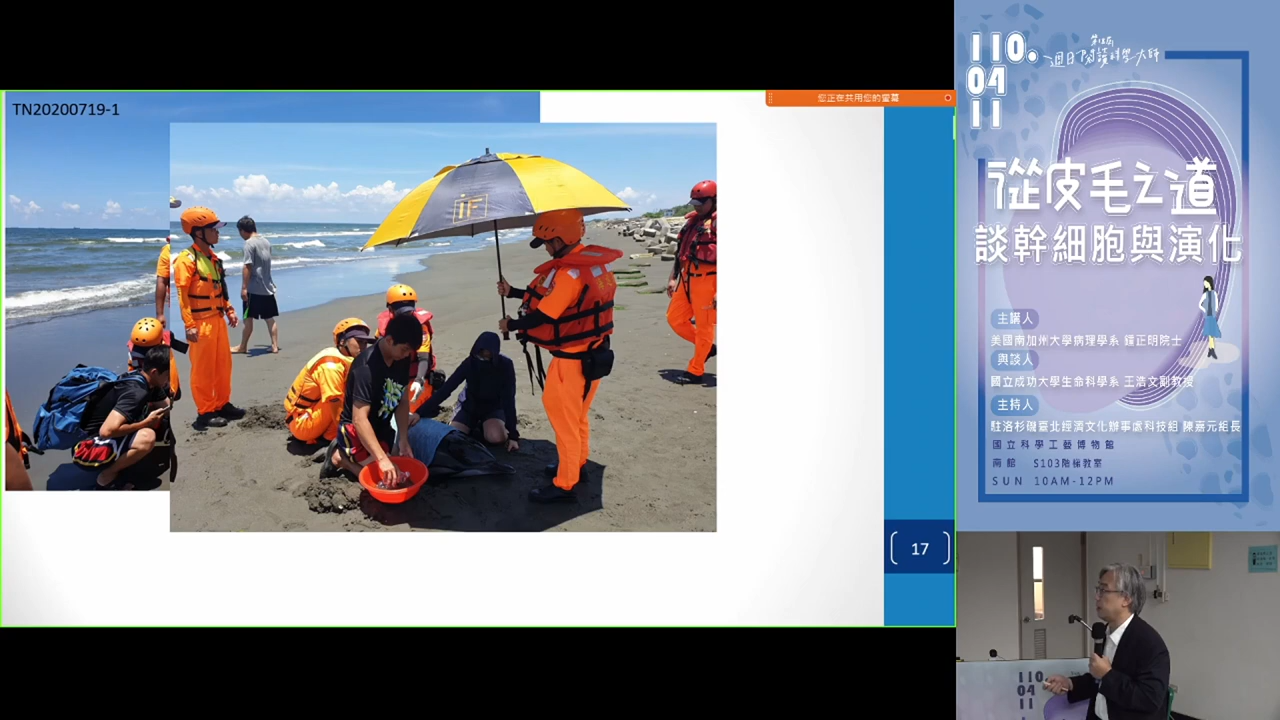 TN20200719-1
您正在共用您的螢幕
iF
17
110.
04
11
週日閱讀科學大師
從皮毛之道
談幹細胞與演化
主講人
美國南加州大學病理學系 鍾正明院士
與談人
國立成功大學生命科學系 王浩文副教授
主持人
駐洛杉磯臺北經濟文化辦事處科技組 陳嘉元組長
國立科學工藝博物館
南館 S103階梯教室
SUN 10AM-12PM
110.
04
11